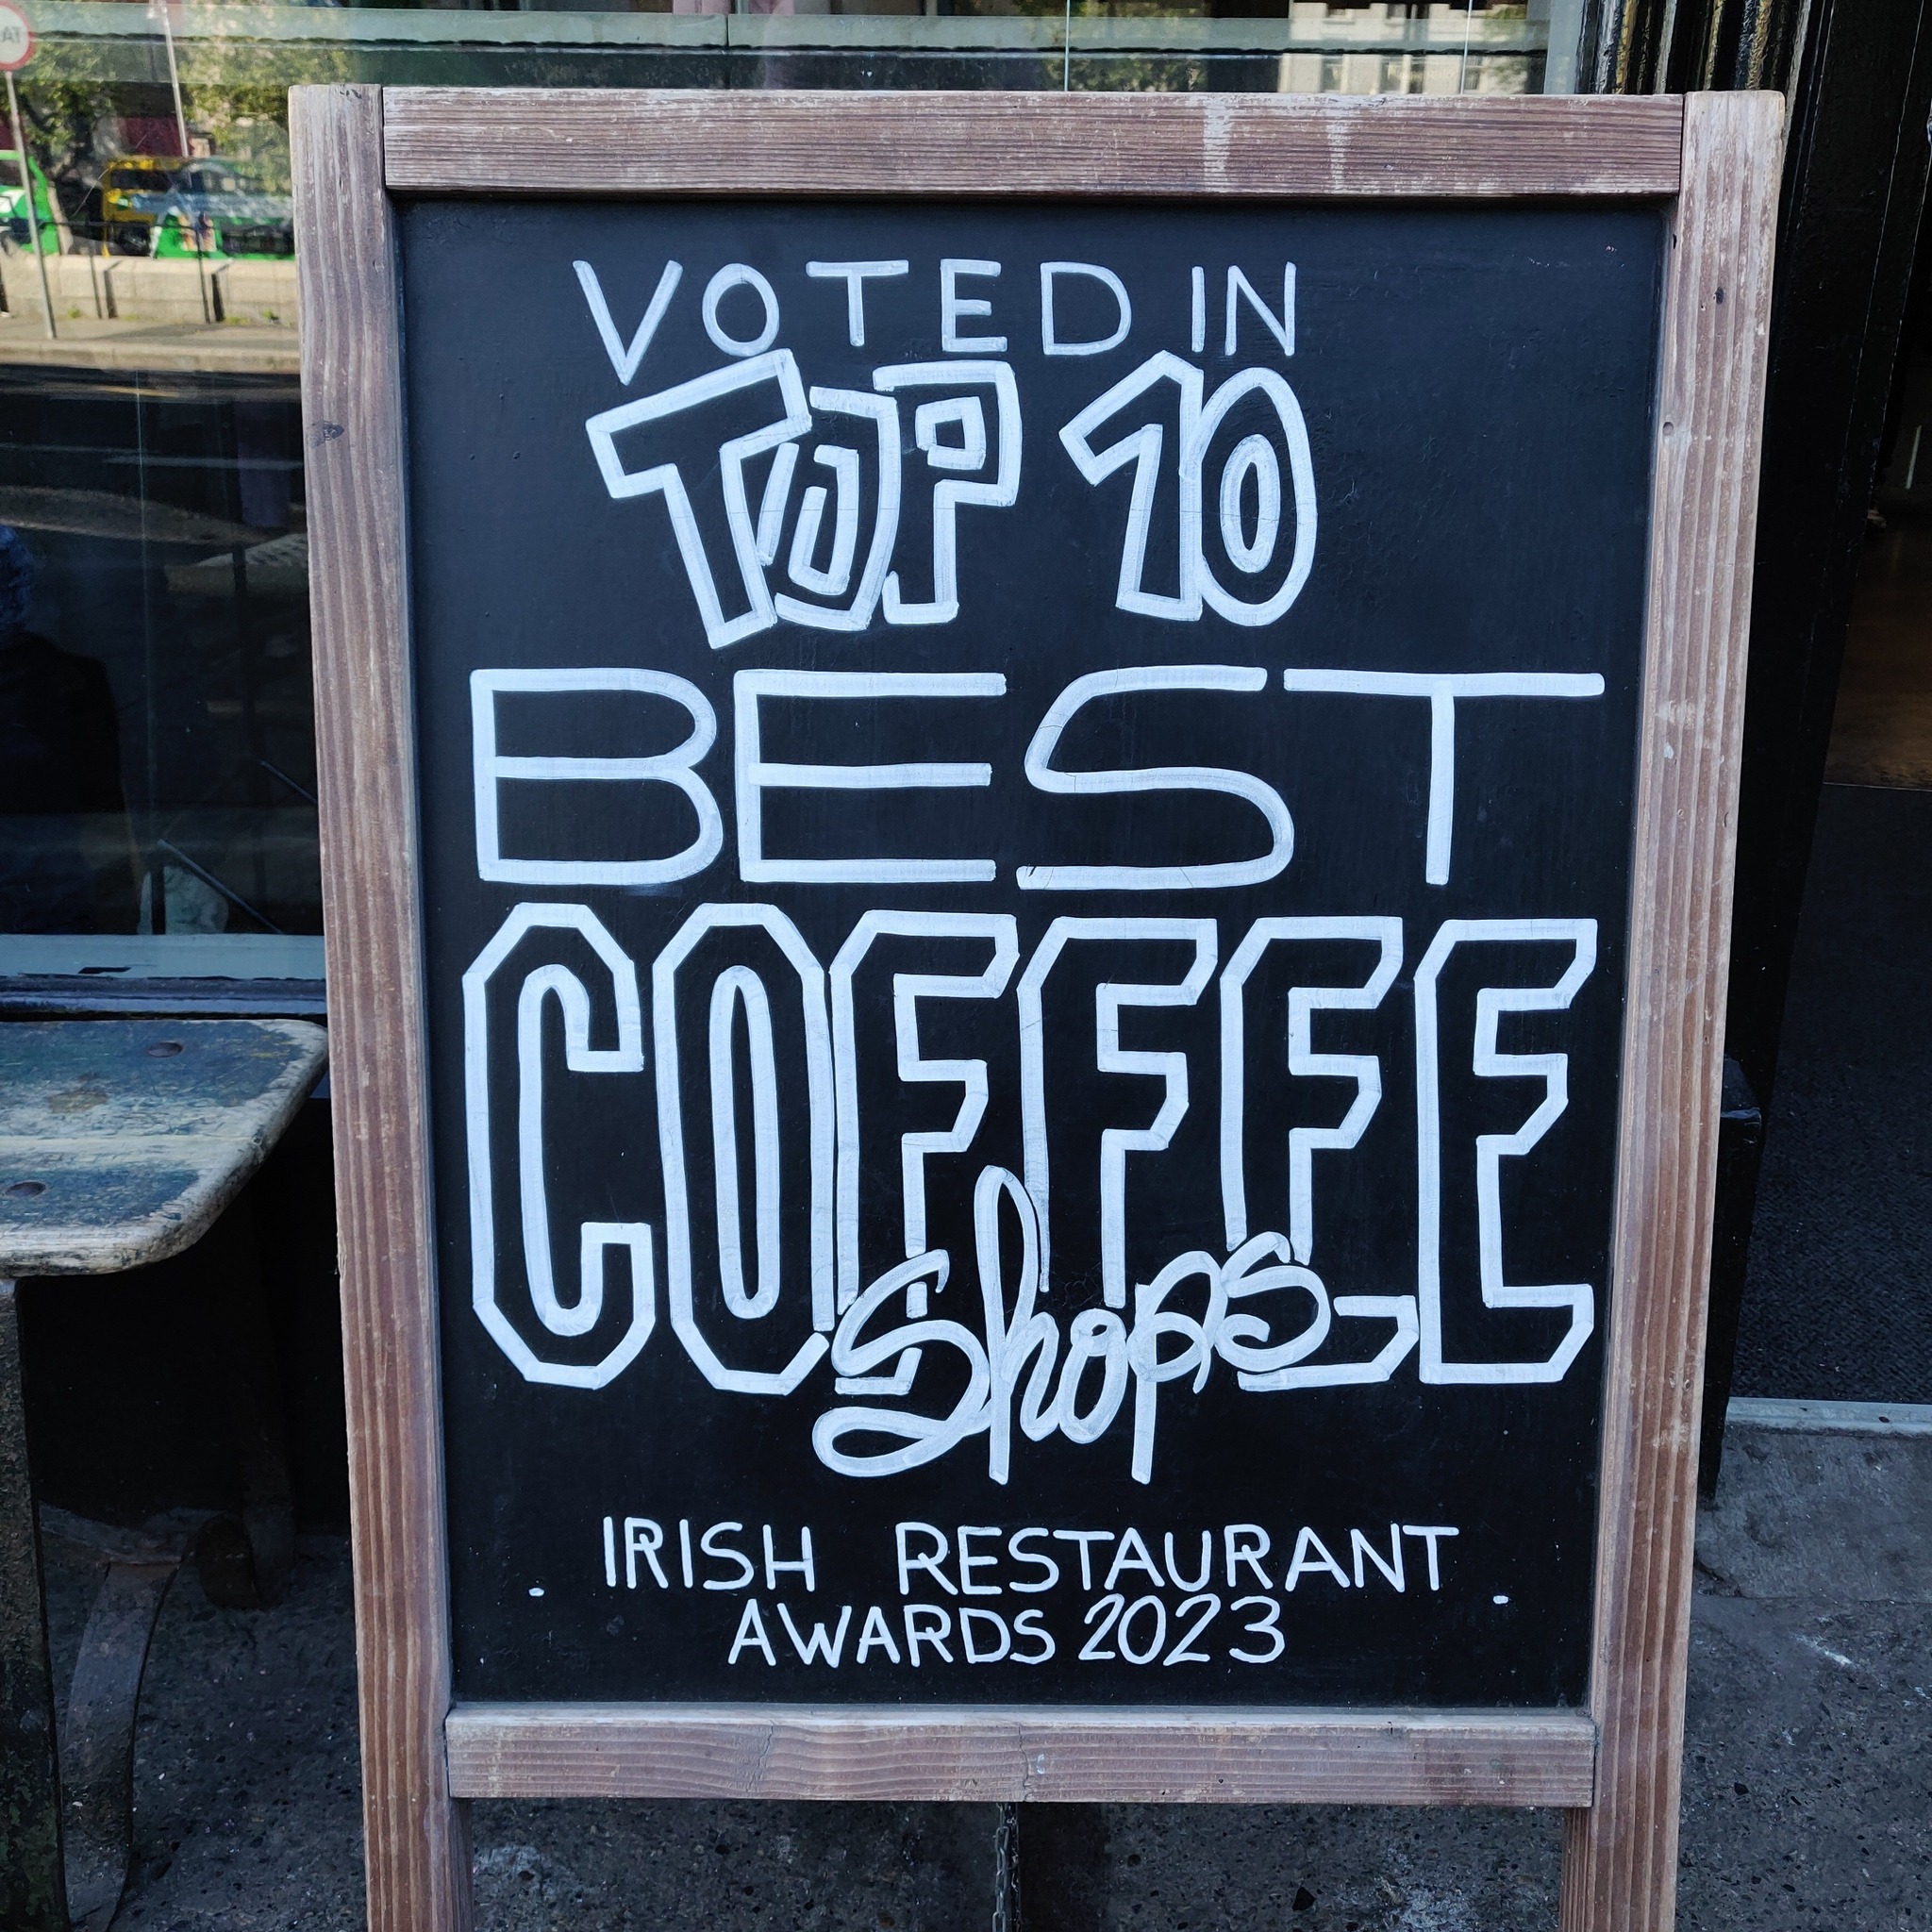 VOTED IN
TOP 10
BEST
COFFEE
Shops
IRISH RESTAURANT
AWARDS 2023